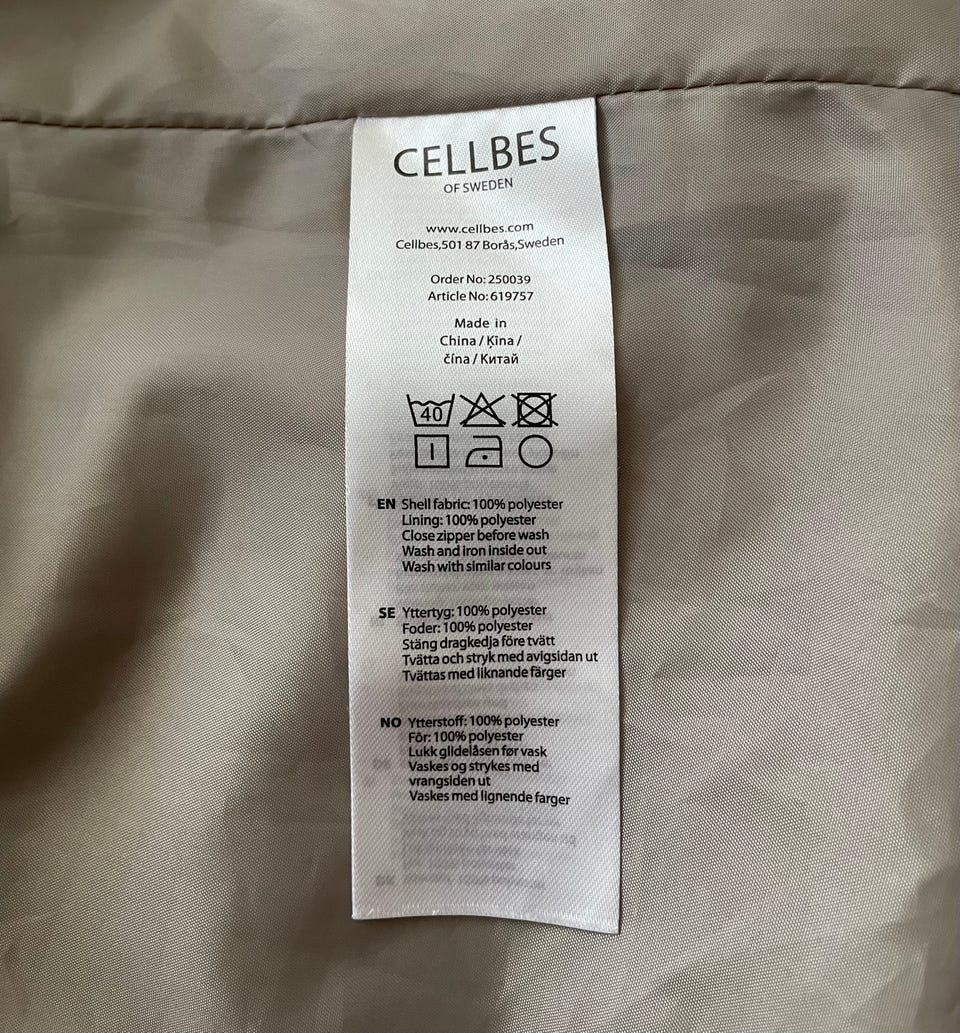 CELLBES
OF SWEDEN
www.cellbes.com
Cellbes,501 87 Borås,Sweden
Order No: 250039
Article No: 619757
Made in
China / Ķīna /
čína / Китай
40
EN Shell fabric: 100% polyester
Lining: 100% polyester
Close zipper before wash
Wash and iron inside out
Wash with similar colours
SE Yttertyg: 100% polyester
Foder: 100% polyester
Stäng dragkedja före tvätt
Tvätta och stryk med avigsidan ut
Tvättas med liknande färger
NO Ytterstoff: 100% polyester
Fôr: 100% polyester
Lukk glidelåsen før vask
Vaskes og strykes med
vrangsiden ut
Vaskes med lignende farger